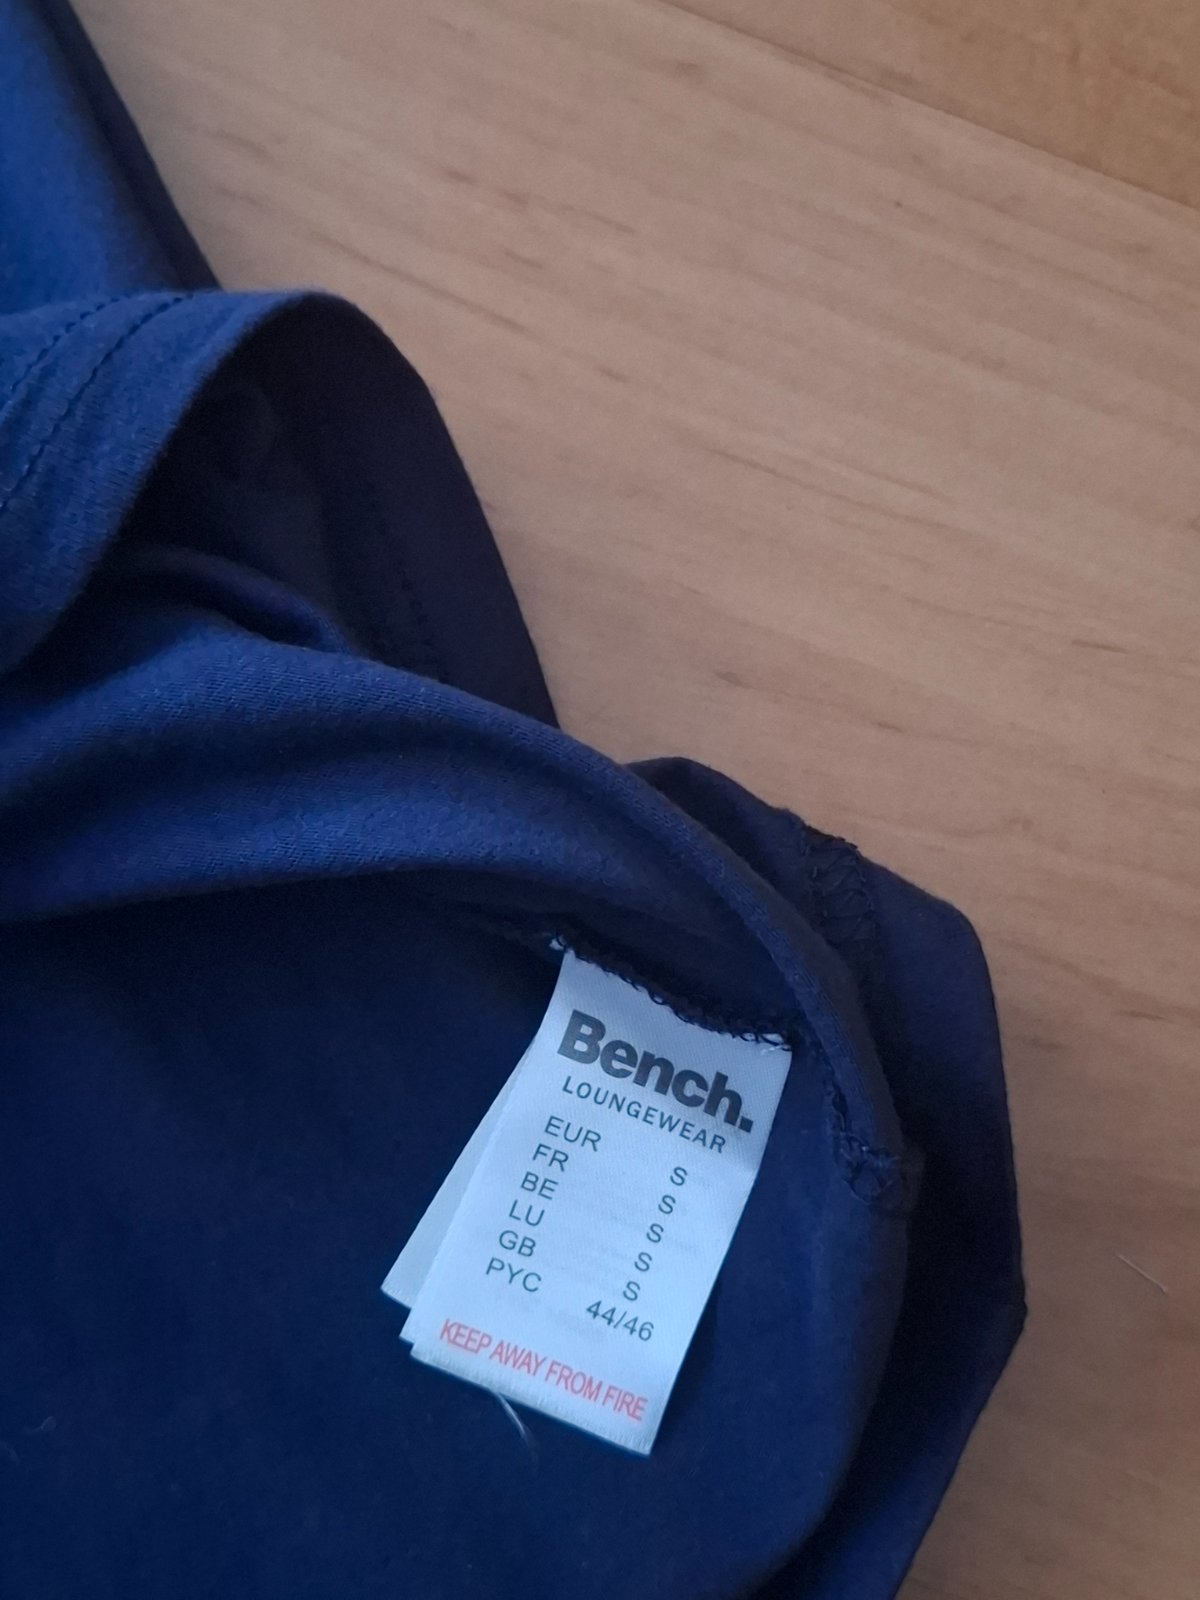 Bench.
LOUNGEWEAR
EUR S
FR S
BE S
LU S
GB S
PYC 44/46
KEEP AWAY FROM FIRE